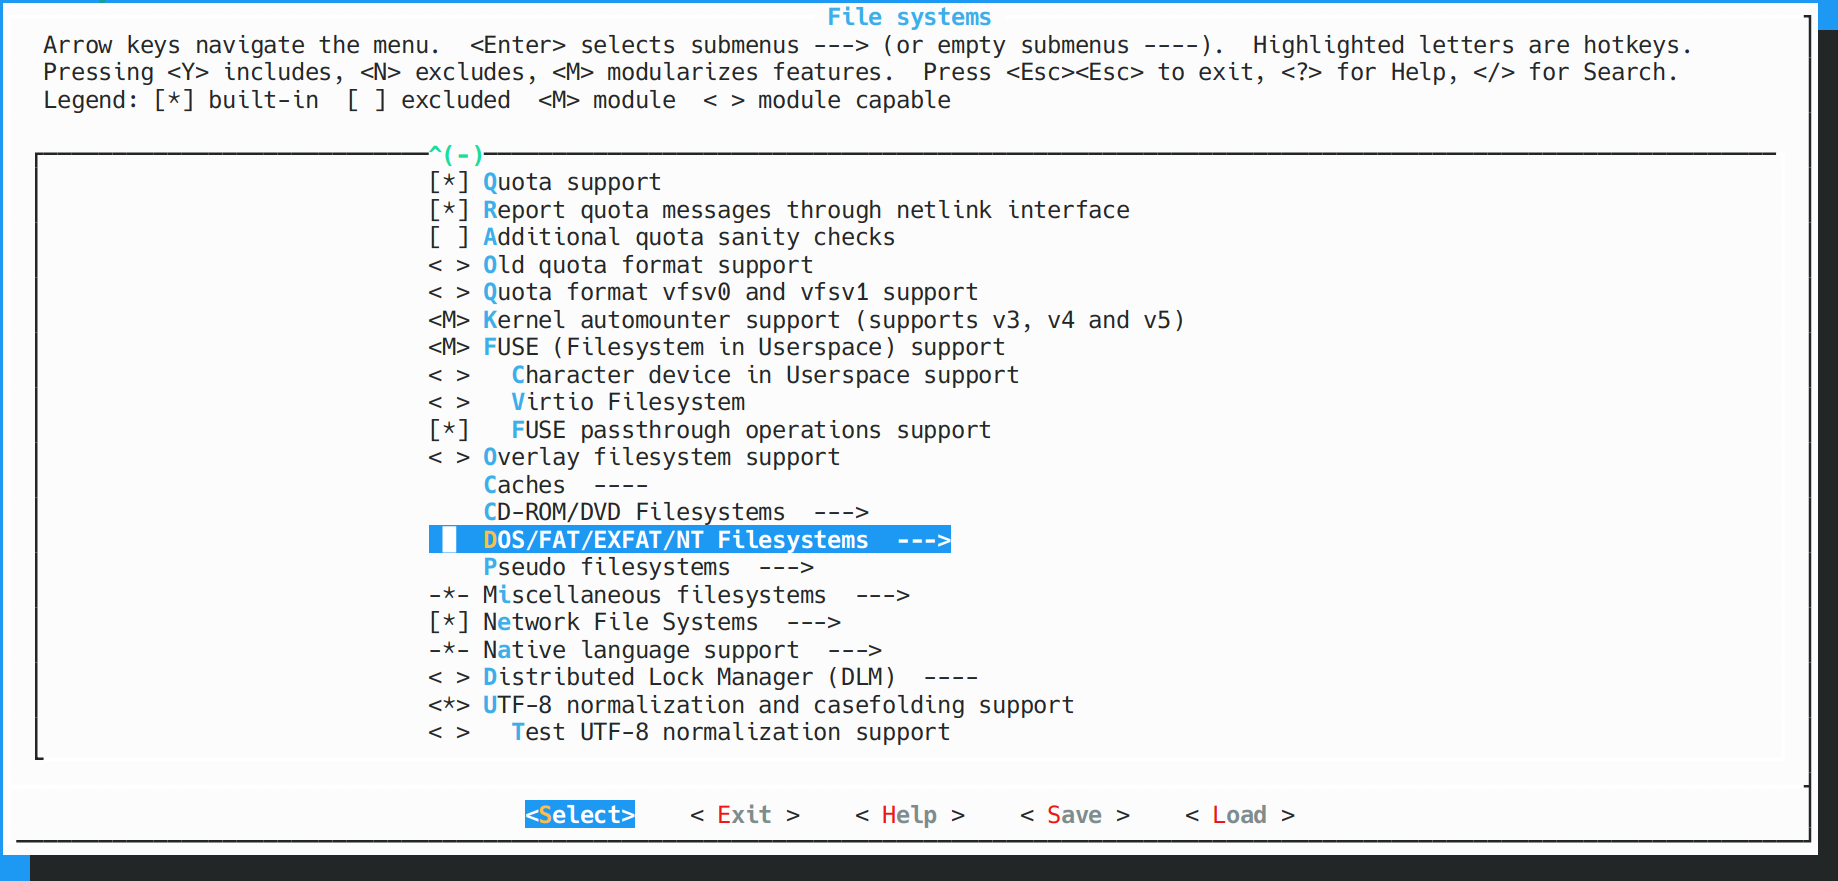 File systems
Arrow keys navigate the menu.  <Enter> selects submenus ---> (or empty submenus ----).  Highlighted letters are hotkeys.
Pressing <Y> includes, <N> excludes, <M> modularizes features.  Press <Esc><Esc> to exit, <?> for Help, </> for Search.
Legend: [*] built-in  [ ] excluded  <M> module  < > module capable
^(-)
[*] Quota support
[*] Report quota messages through netlink interface
[ ] Additional quota sanity checks
< > Old quota format support
< > Quota format vfsv0 and vfsv1 support
<M> Kernel automounter support (supports v3, v4 and v5)
<M> FUSE (Filesystem in Userspace) support
< >   Character device in Userspace support
< >   Virtio Filesystem
[*]   FUSE passthrough operations support
< > Overlay filesystem support
    Caches  ----
    CD-ROM/DVD Filesystems  --->
    DOS/FAT/EXFAT/NT Filesystems  --->
    Pseudo filesystems  --->
-*- Miscellaneous filesystems  --->
[*] Network File Systems  --->
-*- Native language support  --->
< > Distributed Lock Manager (DLM)  ----
<*> UTF-8 normalization and casefolding support
< >   Test UTF-8 normalization support
<Select>    < Exit >    < Help >    < Save >    < Load >